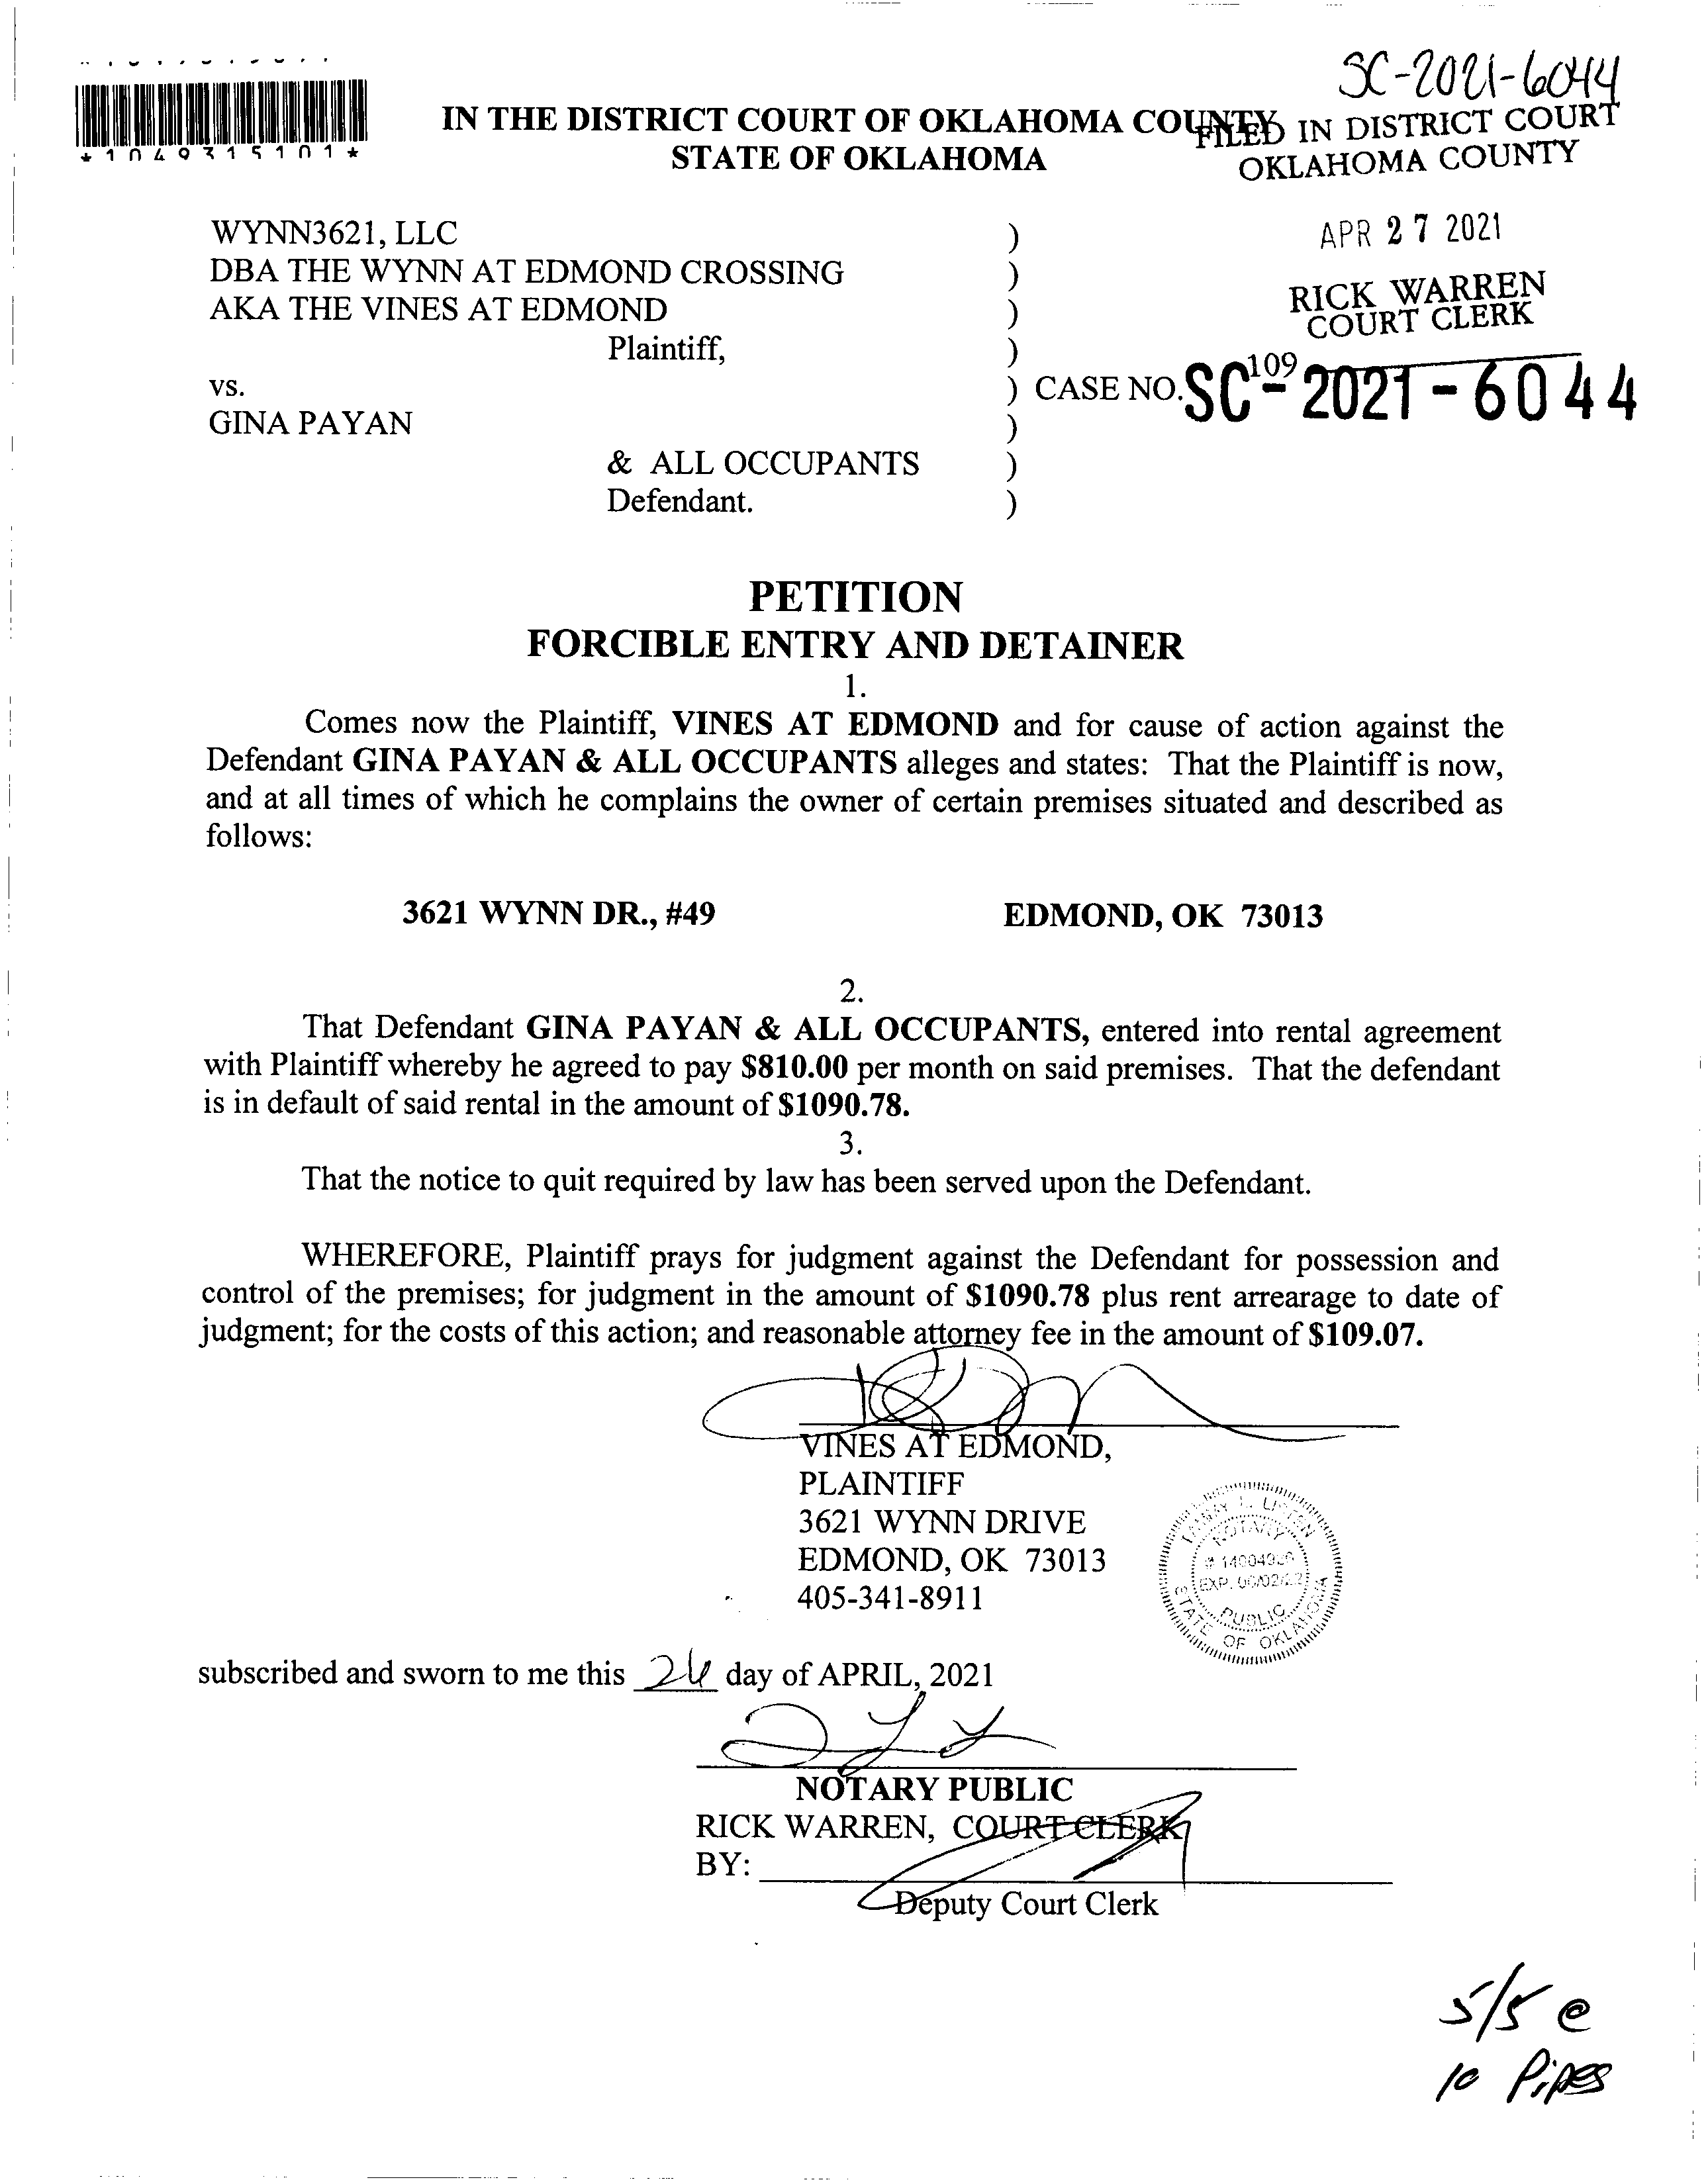 SC-2021-6044
*1049315101*
IN THE DISTRICT COURT OF OKLAHOMA COUNTY
STATE OF OKLAHOMA
FILED IN DISTRICT COURT
OKLAHOMA COUNTY
APR 27 2021
RICK WARREN
COURT CLERK
WYNN3621, LLC )
DBA THE WYNN AT EDMOND CROSSING )
AKA THE VINES AT EDMOND )
Plaintiff, )
109
vs. ) CASE NO. SC-2021-6044
GINA PAYAN )
& ALL OCCUPANTS )
Defendant. )
PETITION
FORCIBLE ENTRY AND DETAINER
1.
Comes now the Plaintiff, VINES AT EDMOND and for cause of action against the
Defendant GINA PAYAN & ALL OCCUPANTS alleges and states: That the Plaintiff is now,
and at all times of which he complains the owner of certain premises situated and described as
follows:
3621 WYNN DR., #49 EDMOND, OK 73013
2.
That Defendant GINA PAYAN & ALL OCCUPANTS, entered into rental agreement
with Plaintiff whereby he agreed to pay $810.00 per month on said premises. That the defendant
is in default of said rental in the amount of $1090.78.
3.
That the notice to quit required by law has been served upon the Defendant.
WHEREFORE, Plaintiff prays for judgment against the Defendant for possession and
control of the premises; for judgment in the amount of $1090.78 plus rent arrearage to date of
judgment; for the costs of this action; and reasonable attorney fee in the amount of $109.07.
VINES AT EDMOND,
PLAINTIFF
3621 WYNN DRIVE
EDMOND, OK 73013
405-341-8911
NOTARY
PUBLIC
STATE OF OKLAHOMA
subscribed and sworn to me this 26 day of APRIL, 2021
NOTARY PUBLIC
RICK WARREN, COURT CLERK
BY:
Deputy Court Clerk
5/5 @
10 Pipes